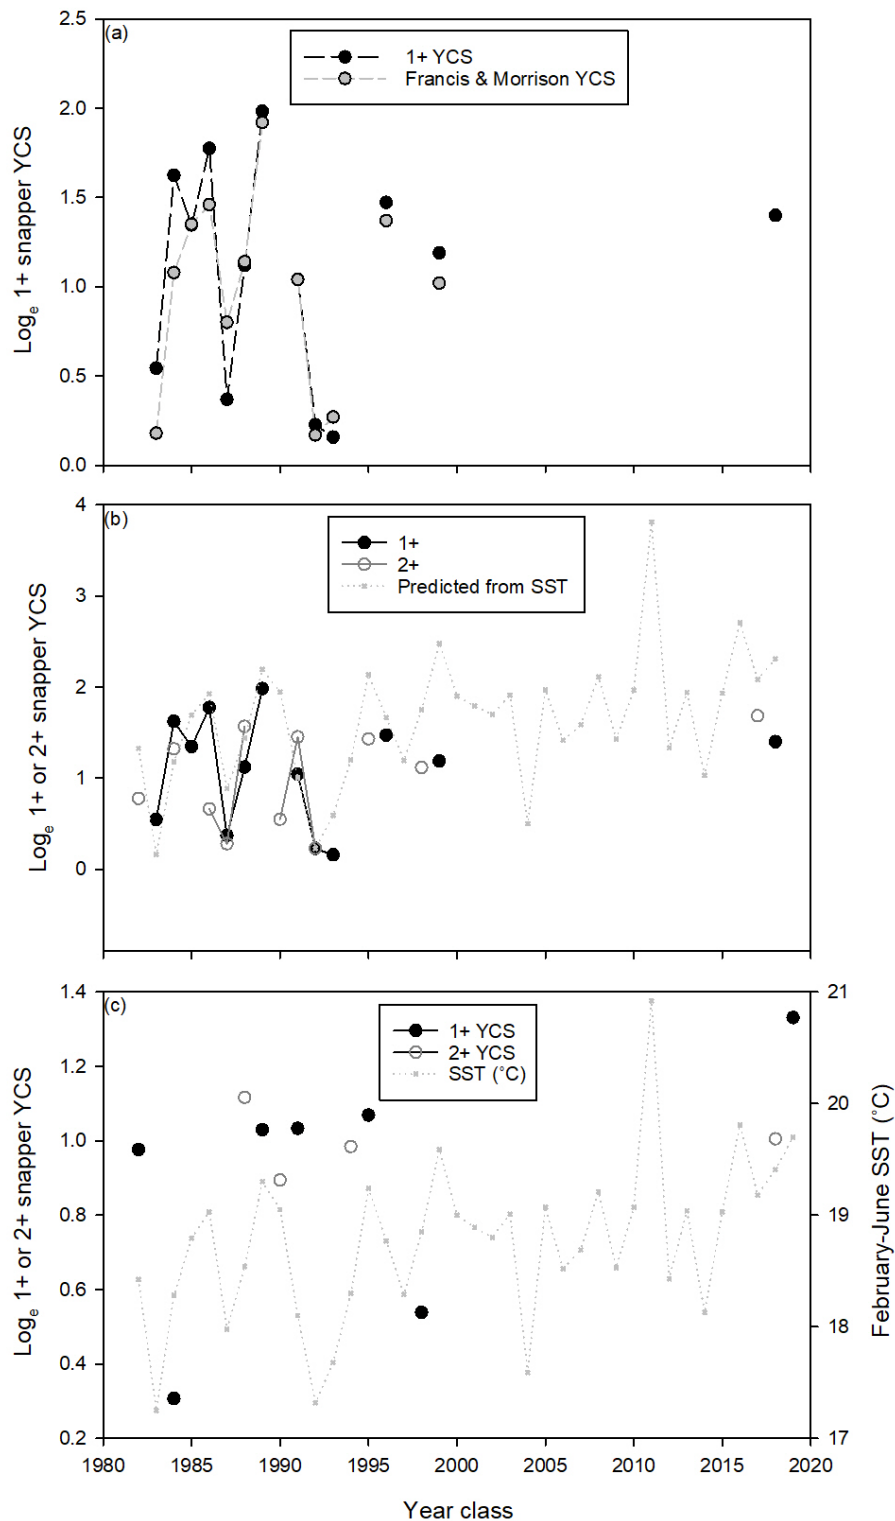 (a)
1+ YCS
Francis & Morrison YCS
2.5
2.0
1.5
1.0
0.5
0.0
Logₑ 1+ snapper YCS
(b)
1+
2+
Predicted from SST
4
3
2
1
0
Logₑ 1+ or 2+ snapper YCS
(c)
1+ YCS
2+ YCS
SST (˚C)
1.4
1.2
1.0
0.8
0.6
0.4
0.2
Logₑ 1+ or 2+ snapper YCS
21
20
19
18
17
February-June SST (˚C)
1980 1985 1990 1995 2000 2005 2010 2015 2020
Year class